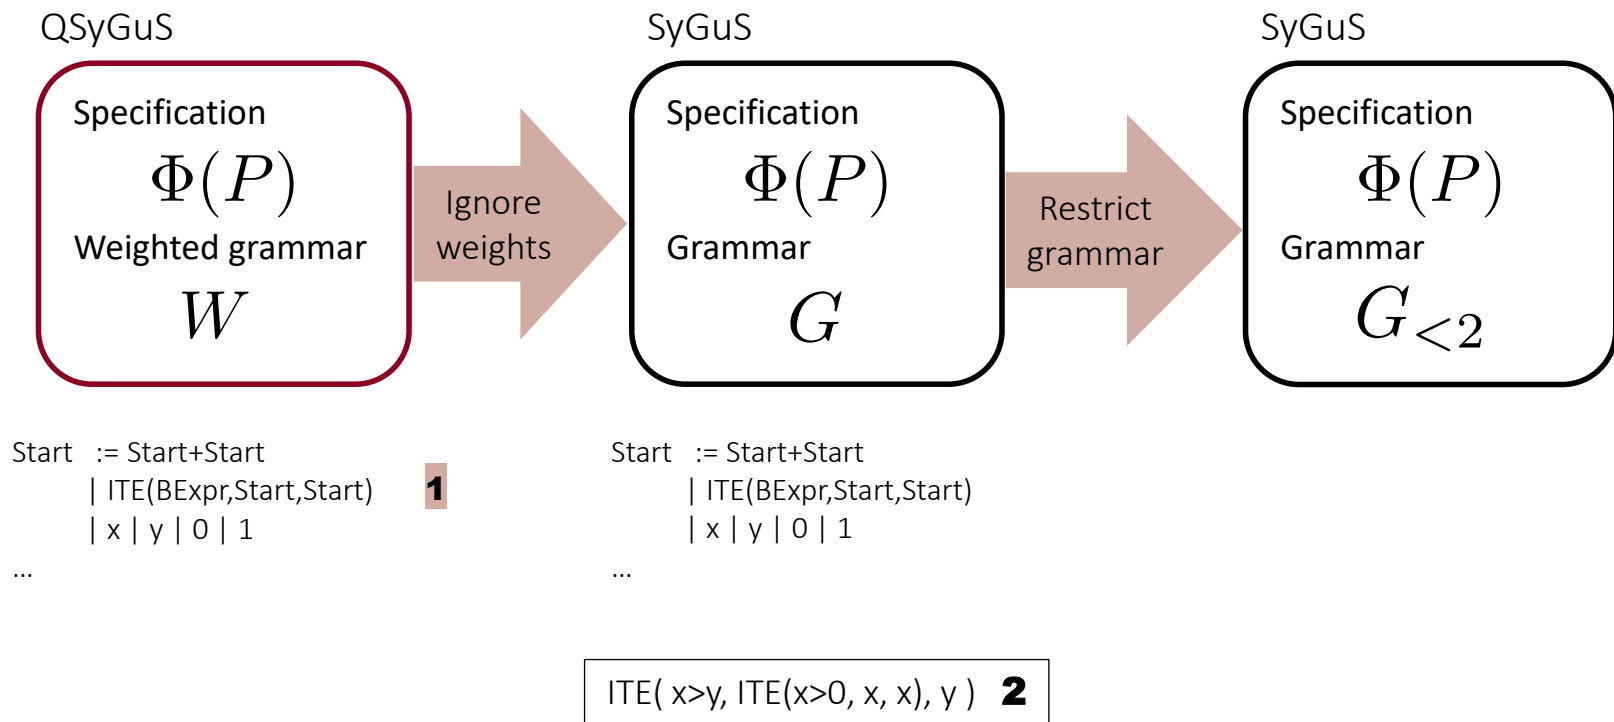 QSyGuS
Specification
Φ(P)
Weighted grammar
W
Ignore
weights
SyGuS
Specification
Φ(P)
Grammar
G
Restrict
grammar
SyGuS
Specification
Φ(P)
Grammar
G<2
Start := Start+Start
| ITE(BExpr,Start,Start) 1
| x | y | 0 | 1
...
Start := Start+Start
| ITE(BExpr,Start,Start)
| x | y | 0 | 1
...
ITE( x>y, ITE(x>0, x, x), y ) 2